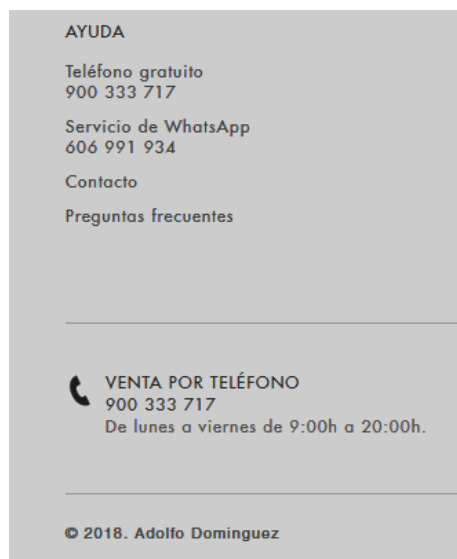 AYUDA
Teléfono gratuito
900 333 717
Servicio de WhatsApp
606 991 934
Contacto
Preguntas frecuentes
VENTA POR TELÉFONO
900 333 717
De lunes a viernes de 9:00h a 20:00h.
© 2018. Adolfo Dominguez